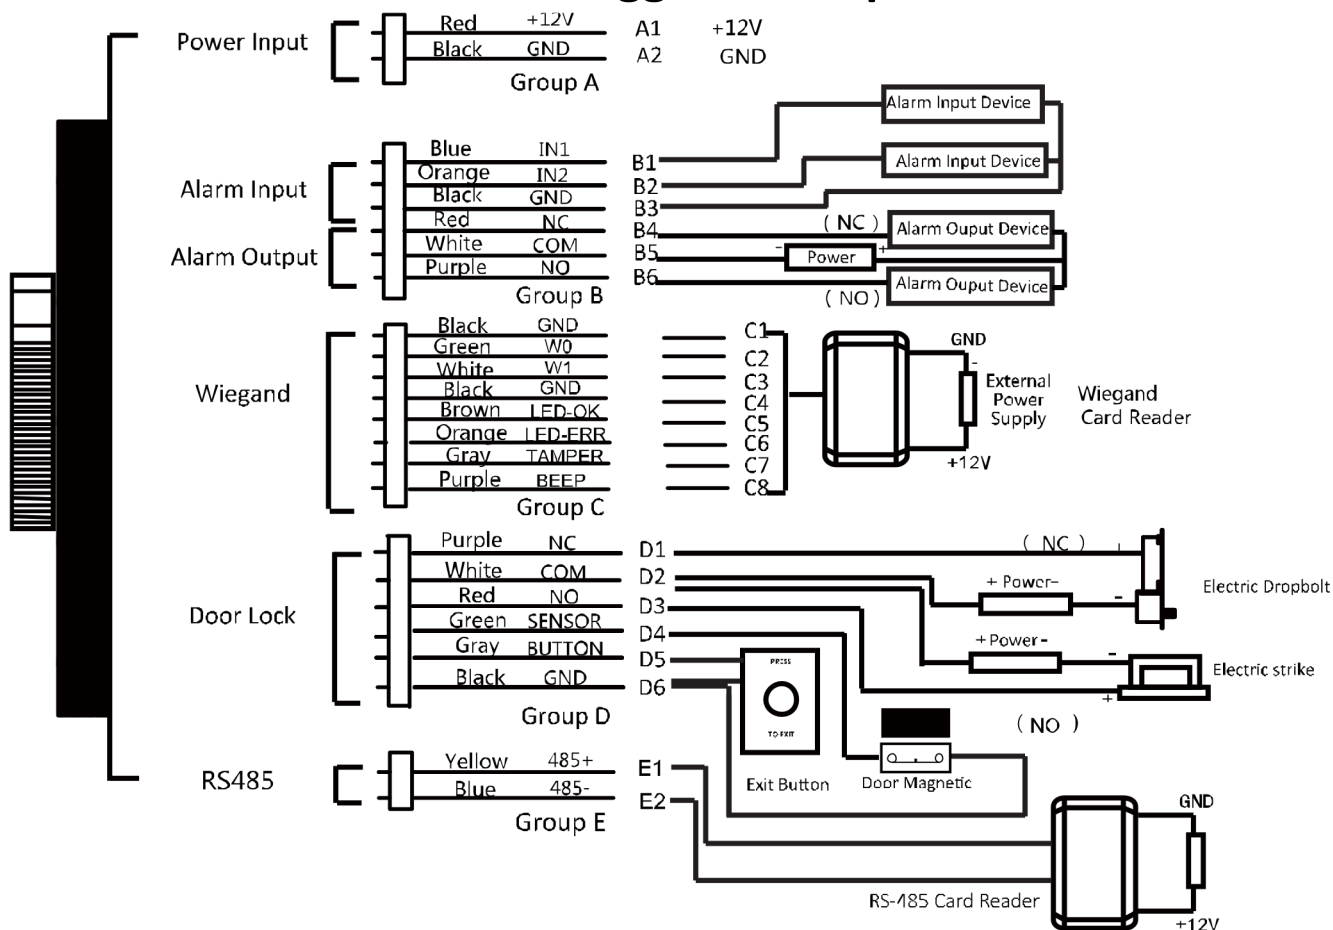 Power Input
Red +12V A1 +12V
Black GND A2 GND
Group A
Alarm Input Device
Blue IN1 B1
Alarm Input Device
Orange IN2 B2
Alarm Input
Black GND B3
Red NC B4 ( NC ) Alarm Ouput Device
Alarm Output
White COM B5 - Power +
Purple NO B6 ( NO ) Alarm Ouput Device
Group B
Black GND C1
Green W0 C2
White W1 C3
Black GND C4
Brown LED-OK C5
Orange LED-ERR C6
Gray TAMPER C7
Purple BEEP C8
Wiegand
Group C
GND
-
External
Power
Supply
+12V
Wiegand
Card Reader
Purple NC D1 ( NC ) +
White COM D2 + Power- -
Electric Dropbolt
Red NO D3
Door Lock
Green SENSOR D4 +Power - -
Gray BUTTON D5
Electric strike
Black GND D6 +
( NO )
Group D
PRESS
TO EXIT
Exit Button
Door Magnetic
RS485
Yellow 485+ E1
Blue 485- E2
Group E
GND
RS-485 Card Reader
+12V